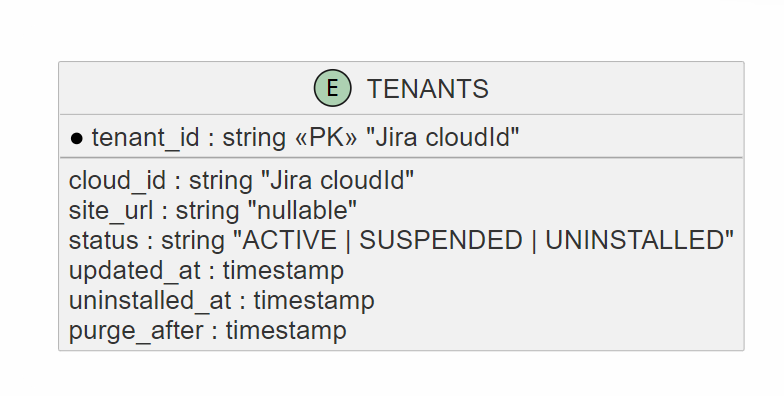 E TENANTS
● tenant_id : string «PK» "Jira cloudId"
cloud_id : string "Jira cloudId"
site_url : string "nullable"
status : string "ACTIVE | SUSPENDED | UNINSTALLED"
updated_at : timestamp
uninstalled_at : timestamp
purge_after : timestamp